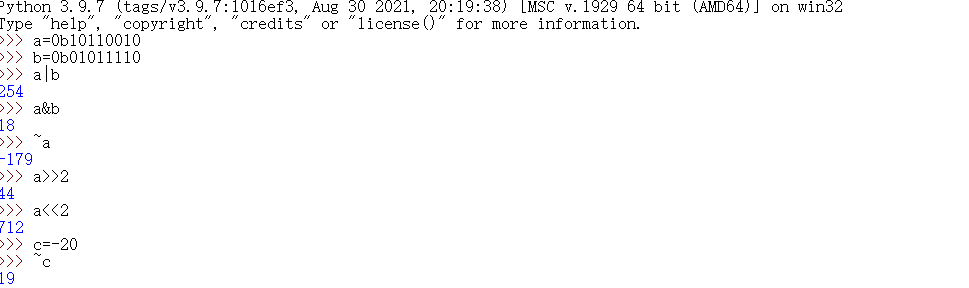 Python 3.9.7 (tags/v3.9.7:1016ef3, Aug 30 2021, 20:19:38) [MSC v.1929 64 bit (AMD64)] on win32
Type "help", "copyright", "credits" or "license()" for more information.
>>> a=0b10110010
>>> b=0b01011110
>>> a|b
254
>>> a&b
18
>>> ~a
-179
>>> a>>2
44
>>> a<<2
712
>>> c=-20
>>> ~c
19